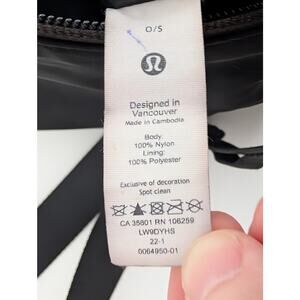 O/S
Designed in
Vancouver
Made in Cambodia
Body:
100% Nylon
Lining:
100% Polyester
Exclusive of decoration
Spot clean
CA 35801 RN 106259
LW9DYHS
22-1
0064950-01